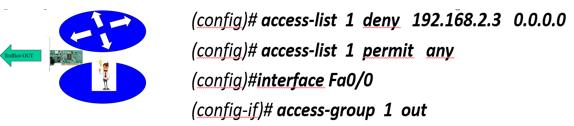 (config)# access-list 1 deny 192.168.2.3 0.0.0.0
(config)# access-list 1 permit any
(config)#interface Fa0/0
(config-if)# access-group 1 out